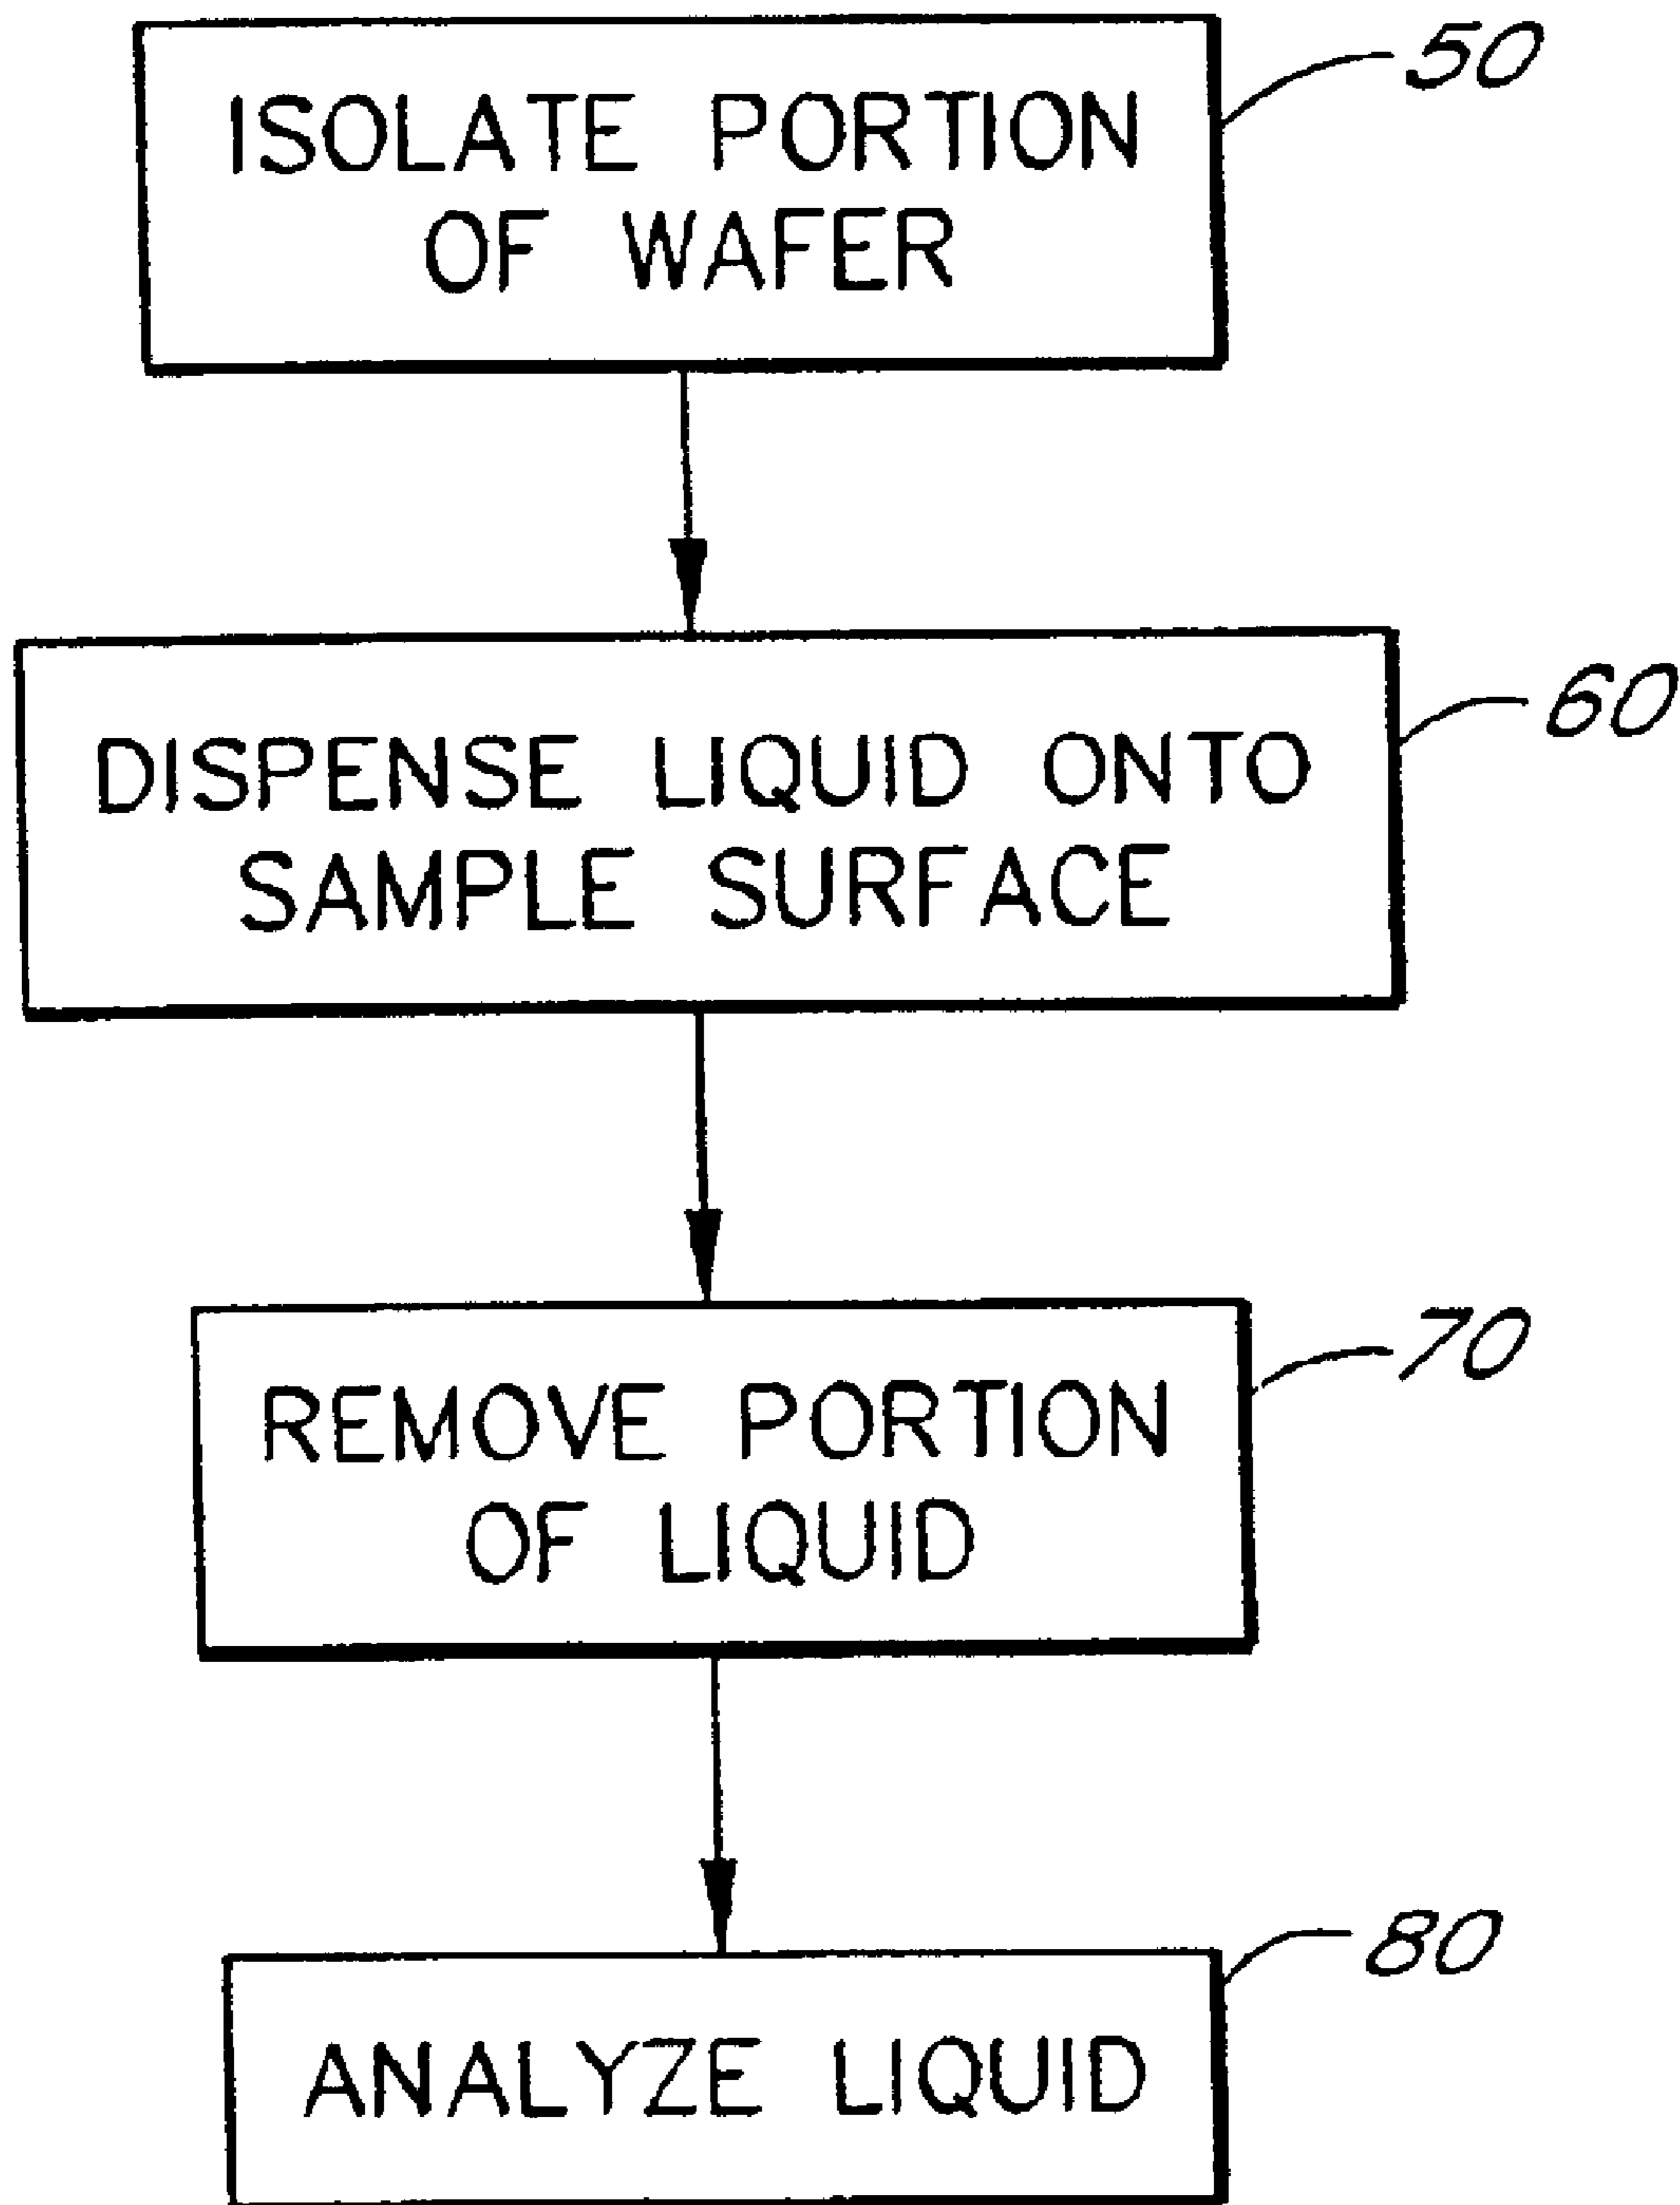 ISOLATE PORTION
OF WAFER
50
DISPENSE LIQUID ONTO
SAMPLE SURFACE
60
REMOVE PORTION
OF LIQUID
70
ANALYZE LIQUID
80